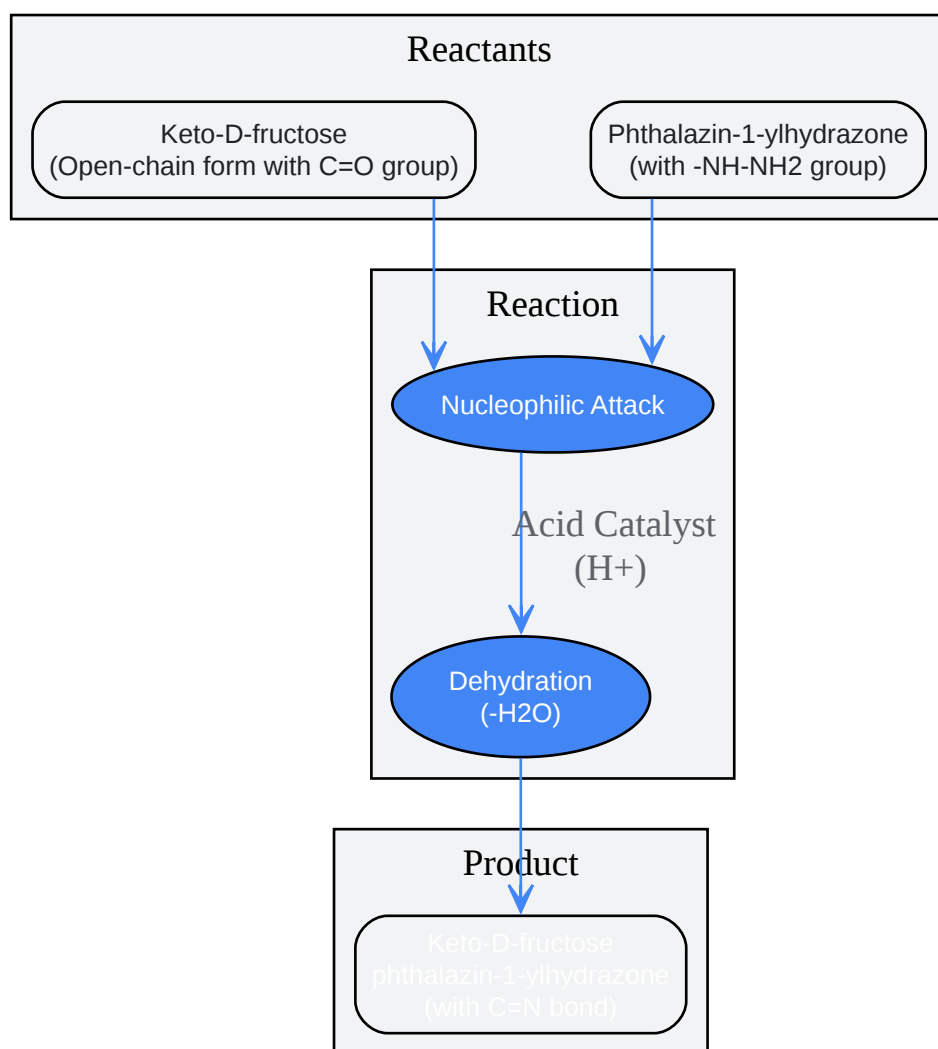 Reactants
Keto-D-fructose
(Open-chain form with C=O group)
Phthalazin-1-ylhydrazone
(with -NH-NH2 group)
Reaction
Nucleophilic Attack
Acid Catalyst
(H+)
Dehydration
(-H2O)
Product
Keto-D-fructose
phthalazin-1-ylhydrazone
(with C=N bond)